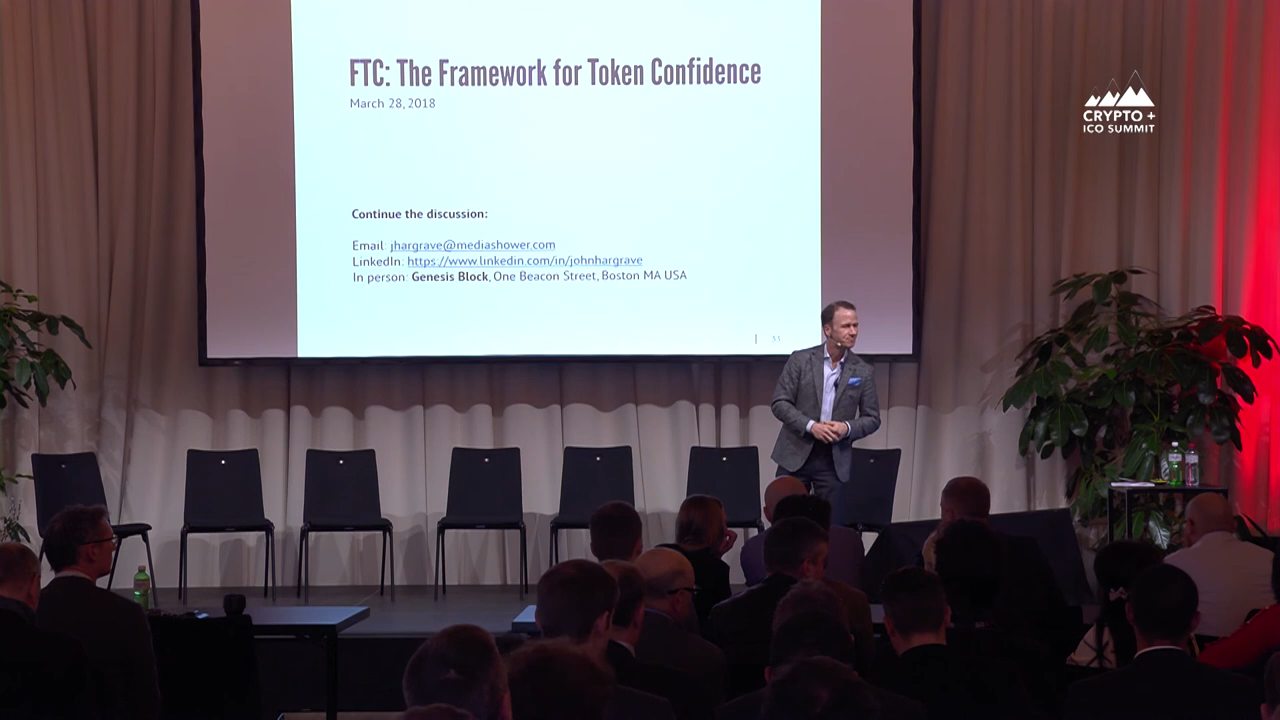 FTC: The Framework for Token Confidence
March 28, 2018
CRYPTO +
ICO SUMMIT
Continue the discussion:
Email: jhargrave@mediashower.com
LinkedIn: https://www.linkedin.com/in/johnhargrave
In person: Genesis Block, One Beacon Street, Boston MA USA
51